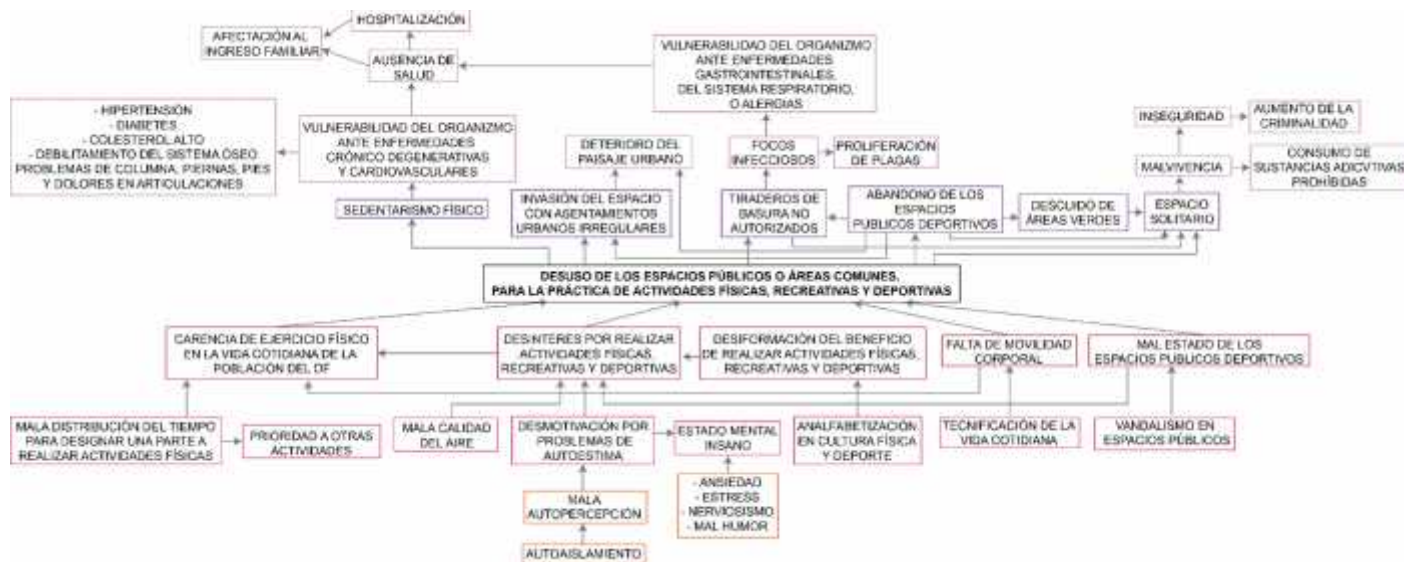 HOSPITALIZACIÓN
AFECTACIÓN AL
INGRESO FAMILIAR
AUSENCIA DE
SALUD
VULNERABILIDAD DEL ORGANIZMO
ANTE ENFERMEDADES
GASTROINTESTINALES,
DEL SISTEMA RESPIRATORIO,
O ALERGIAS
- HIPERTENSIÓN
- DIABETES
- COLESTEROL ALTO
- DEBILITAMIENTO DEL SISTEMA ÓSEO
PROBLEMAS DE COLUMNA, PIERNAS, PIES
Y DOLORES EN ARTICULACIONES
VULNERABILIDAD DEL ORGANIZMO
ANTE ENFERMEDADES
CRÓNICO DEGENERATIVAS
Y CARDIOVASCULARES
DETERIORO DEL
PAISAJE URBANO
FOCOS
INFECCIOSOS
PROLIFERACIÓN
DE PLAGAS
INSEGURIDAD
AUMENTO DE LA
CRIMINALIDAD
MALVIVENCIA
CONSUMO DE
SUSTANCIAS ADICVTIVAS
PROHÍBIDAS
SEDENTARISMO FÍSICO
INVASIÓN DEL ESPACIO
CON ASENTAMIENTOS
URBANOS IRREGULARES
TIRADEROS DE
BASURA NO
AUTORIZADOS
ABANDONO DE LOS
ESPACIOS
PUBLICOS DEPORTIVOS
DESCUIDO DE
ÁREAS VERDES
ESPACIO
SOLITARIO
DESUSO DE LOS ESPACIOS PÚBLICOS O ÁREAS COMUNES,
PARA LA PRÁCTICA DE ACTIVIDADES FÍSICAS, RECREATIVAS Y DEPORTIVAS
CARENCIA DE EJERCICIO FÍSICO
EN LA VIDA COTIDIANA DE LA
POBLACIÓN DEL DF
DESINTERES POR REALIZAR
ACTIVIDADES FÍSICAS,
RECREATIVAS Y DEPORTIVAS
DESIFORMACIÓN DEL BENEFICIO
DE REALIZAR ACTIVIDADES FÍSICAS,
RECREATIVAS Y DEPORTIVAS
FALTA DE MOVILIDAD
CORPORAL
MAL ESTADO DE LOS
ESPACIOS PUBLICOS DEPORTIVOS
MALA DISTRIBUCIÓN DEL TIEMPO
PARA DESIGNAR UNA PARTE A
REALIZAR ACTIVIDADES FÍSICAS
PRIORIDAD A OTRAS
ACTIVIDADES
MALA CALIDAD
DEL AIRE
DESMOTIVACIÓN POR
PROBLEMAS DE
AUTOESTIMA
ESTADO MENTAL
INSANO
ANALFABETIZACIÓN
EN CULTURA FÍSICA
Y DEPORTE
TECNIFICACIÓN DE LA
VIDA COTIDIANA
VANDALISMO EN
ESPACIOS PÚBLICOS
MALA
AUTOPERCEPCIÓN
- ANSIEDAD
- ESTRESS
- NERVIOSISMO
- MAL HUMOR
AUTOAISLAMIENTO